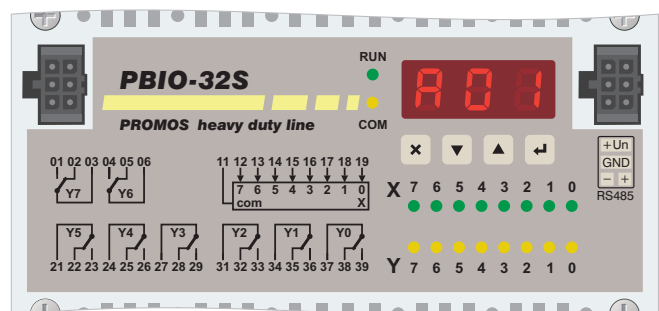 RUN
PBIO-32S
A01
PROMOS heavy duty line
COM
+Un
GND
− +
RS485
01 02 03 04 05 06
Y7 Y6
11 12 13 14 15 16 17 18 19
7 6 5 4 3 2 1 0
com X
X 7 6 5 4 3 2 1 0
Y5 Y4 Y3 Y2 Y1 Y0
21 22 23 24 25 26 27 28 29 31 32 33 34 35 36 37 38 39
Y 7 6 5 4 3 2 1 0